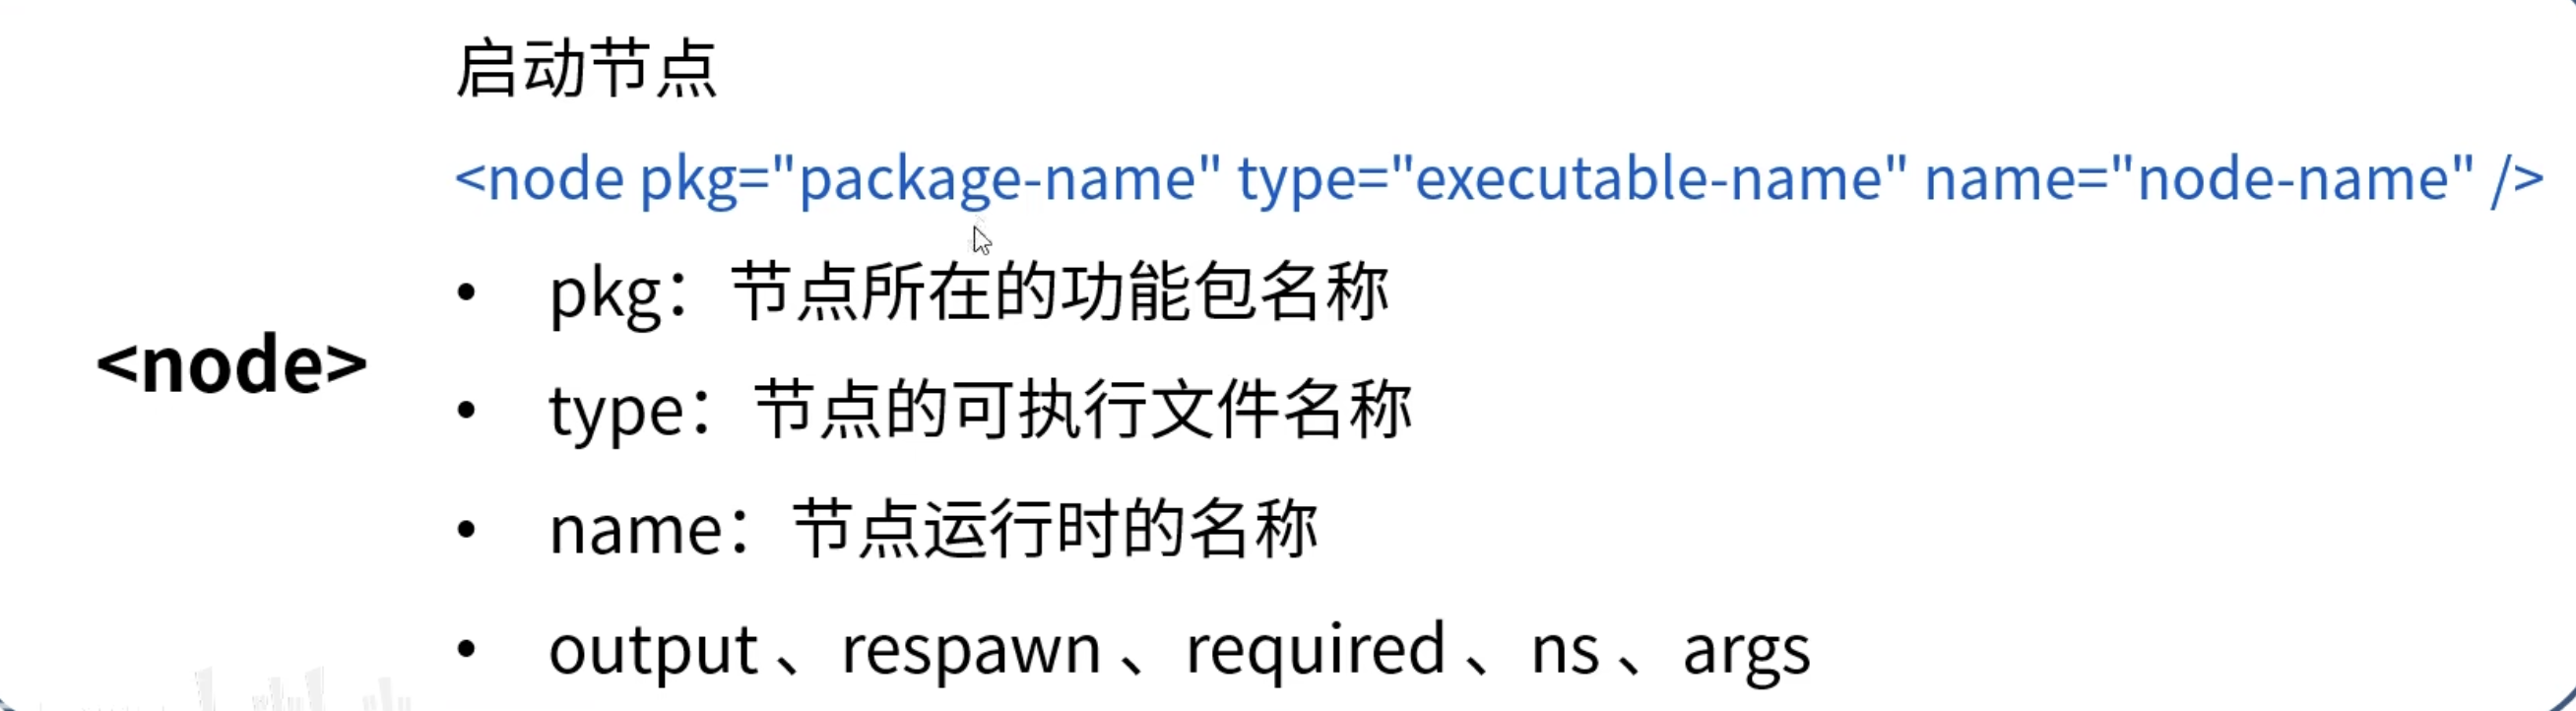 启动节点
<node pkg="package-name" type="executable-name" name="node-name" />
• pkg：节点所在的功能包名称
<node>
• type：节点的可执行文件名称
• name：节点运行时的名称
• output 、respawn 、required 、ns 、args